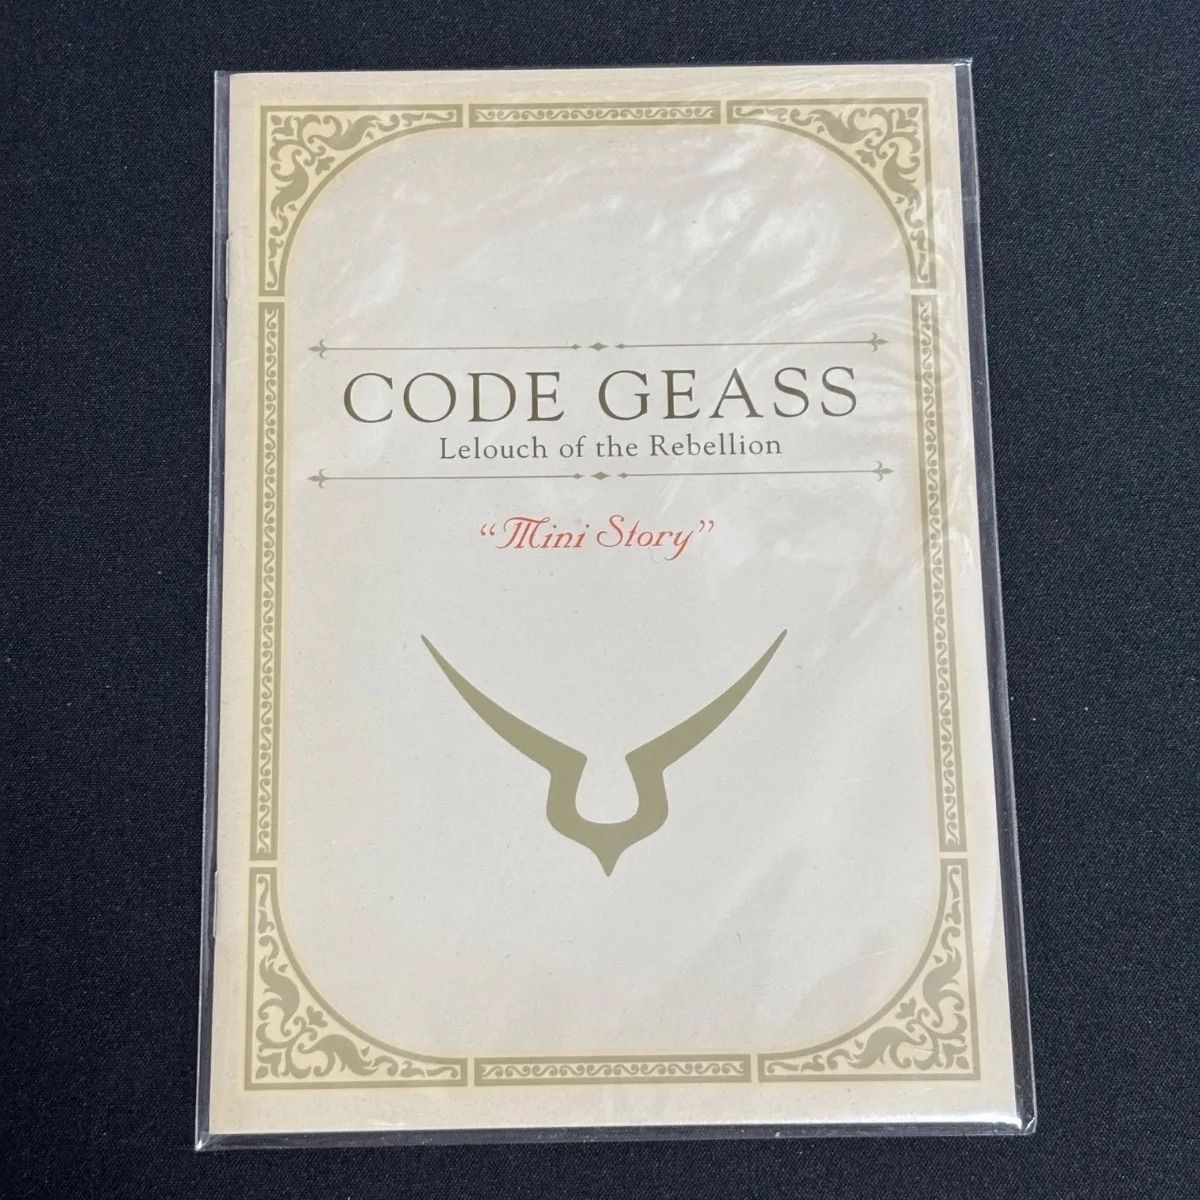 CODE GEASS
Lelouch of the Rebellion
“Mini Story”